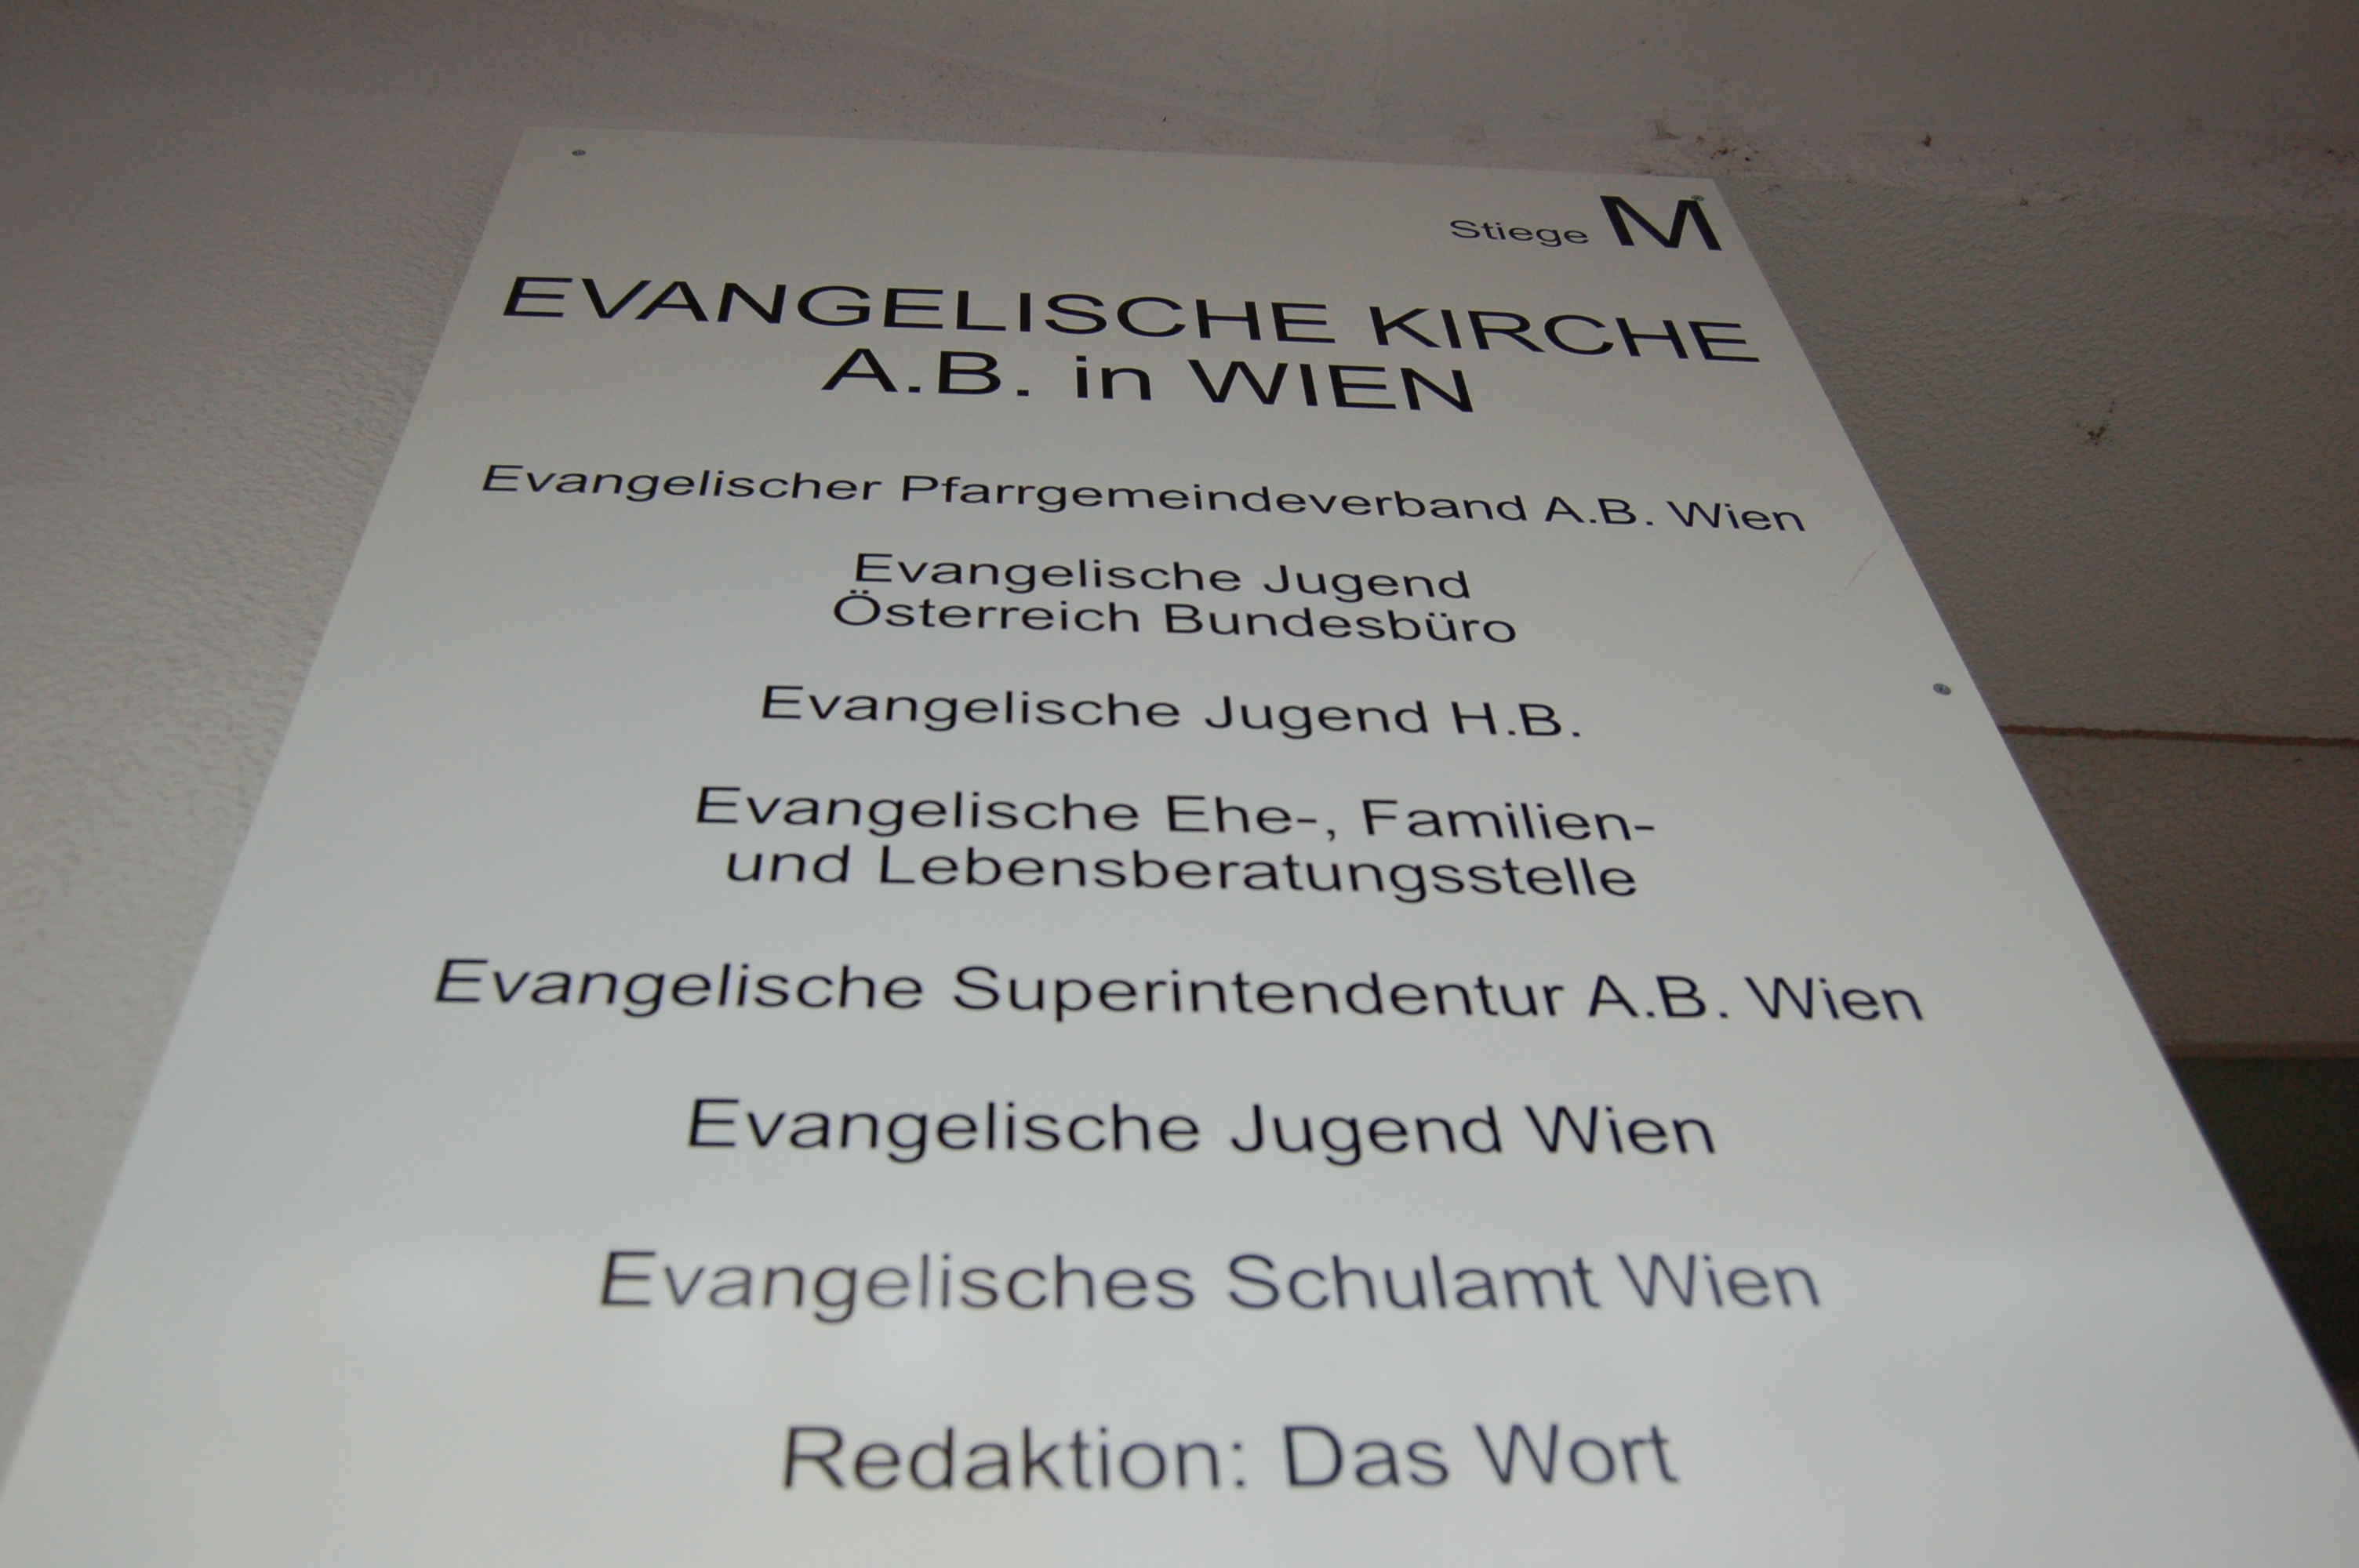 Stiege M
EVANGELISCHE KIRCHE
A.B. in WIEN
Evangelischer Pfarrgemeindeverband A.B. Wien
Evangelische Jugend
Österreich Bundesbüro
Evangelische Jugend H.B.
Evangelische Ehe-, Familien-
und Lebensberatungsstelle
Evangelische Superintendentur A.B. Wien
Evangelische Jugend Wien
Evangelisches Schulamt Wien
Redaktion: Das Wort